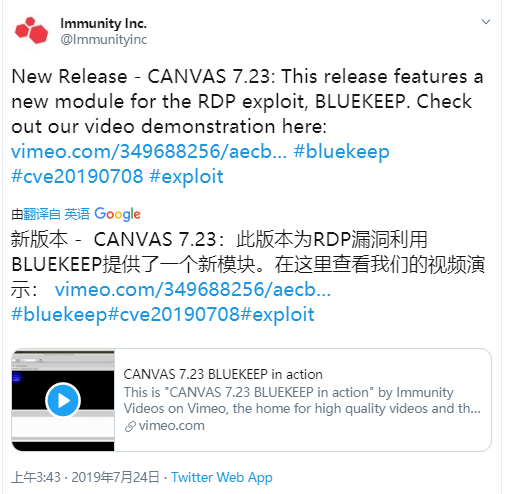 Immunity Inc.
@Immunityinc
New Release - CANVAS 7.23: This release features a
new module for the RDP exploit, BLUEKEEP. Check
out our video demonstration here:
vimeo.com/349688256/aecb... #bluekeep
#cve20190708 #exploit
由翻译自 英语 Google
新版本 - CANVAS 7.23：此版本为RDP漏洞利用
BLUEKEEP提供了一个新模块。在这里查看我们的视频演
示： vimeo.com/349688256/aecb...
#bluekeep#cve20190708#exploit
CANVAS 7.23 BLUEKEEP in action
This is "CANVAS 7.23 BLUEKEEP in action" by Immunity
Videos on Vimeo, the home for high quality videos and th...
vimeo.com
上午3:43 · 2019年7月24日 · Twitter Web App